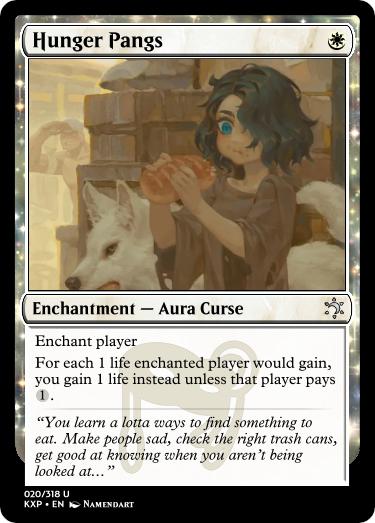 Hunger Pangs
Enchantment — Aura Curse
Enchant player
For each 1 life enchanted player would gain,
you gain 1 life instead unless that player pays
1.
“You learn a lotta ways to find something to
eat. Make people sad, check the right trash cans,
get good at knowing when you aren't being
looked at…”
020/318 U
KXP • EN Namendart